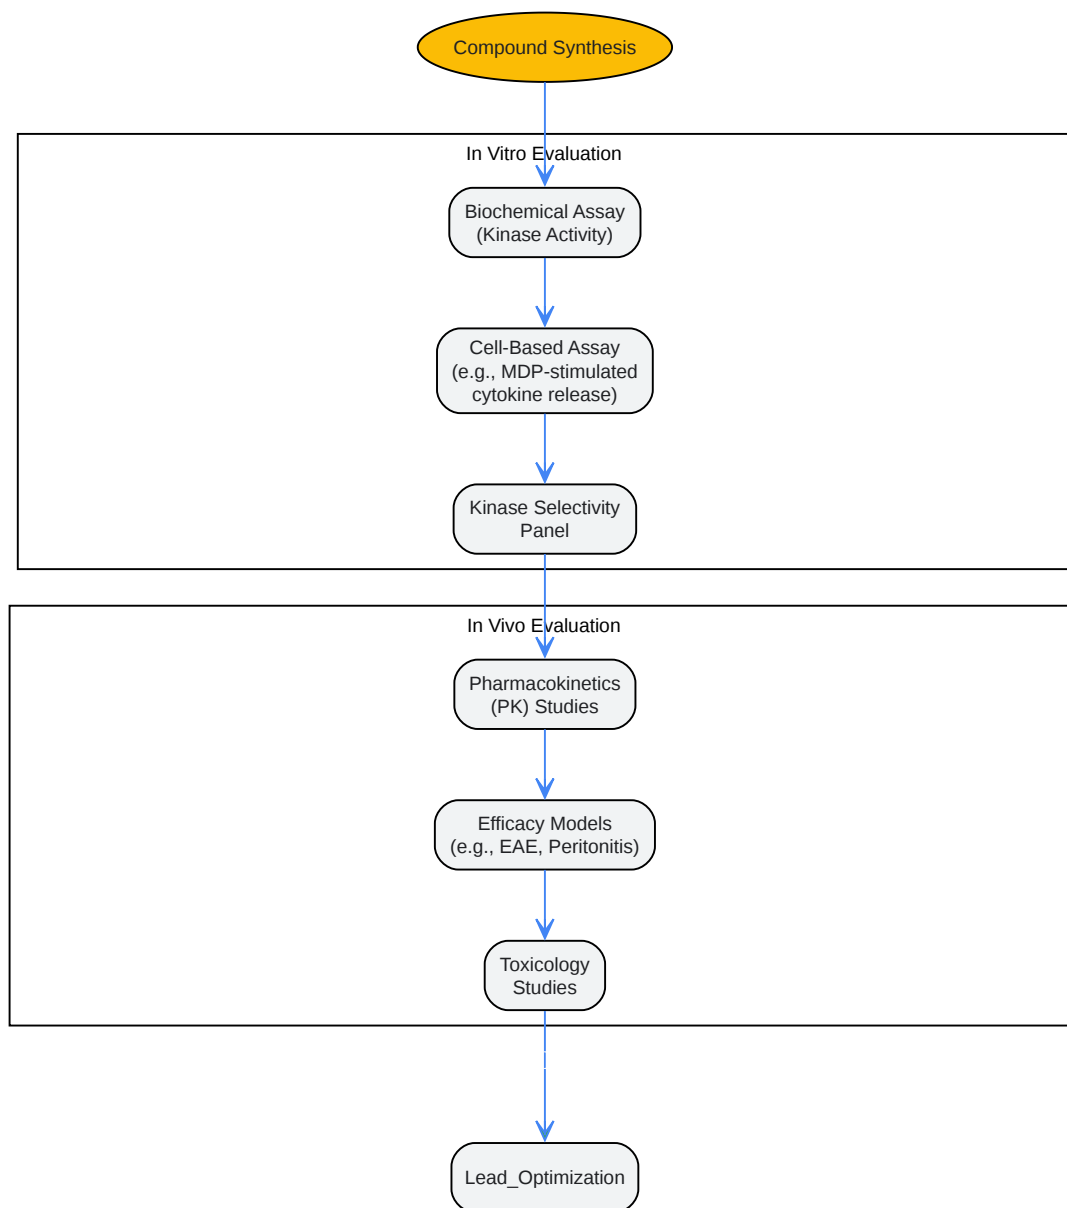 Compound Synthesis
In Vitro Evaluation
Biochemical Assay
(Kinase Activity)
Cell-Based Assay
(e.g., MDP-stimulated
cytokine release)
Kinase Selectivity
Panel
In Vivo Evaluation
Pharmacokinetics
(PK) Studies
Efficacy Models
(e.g., EAE, Peritonitis)
Toxicology
Studies
Lead_Optimization